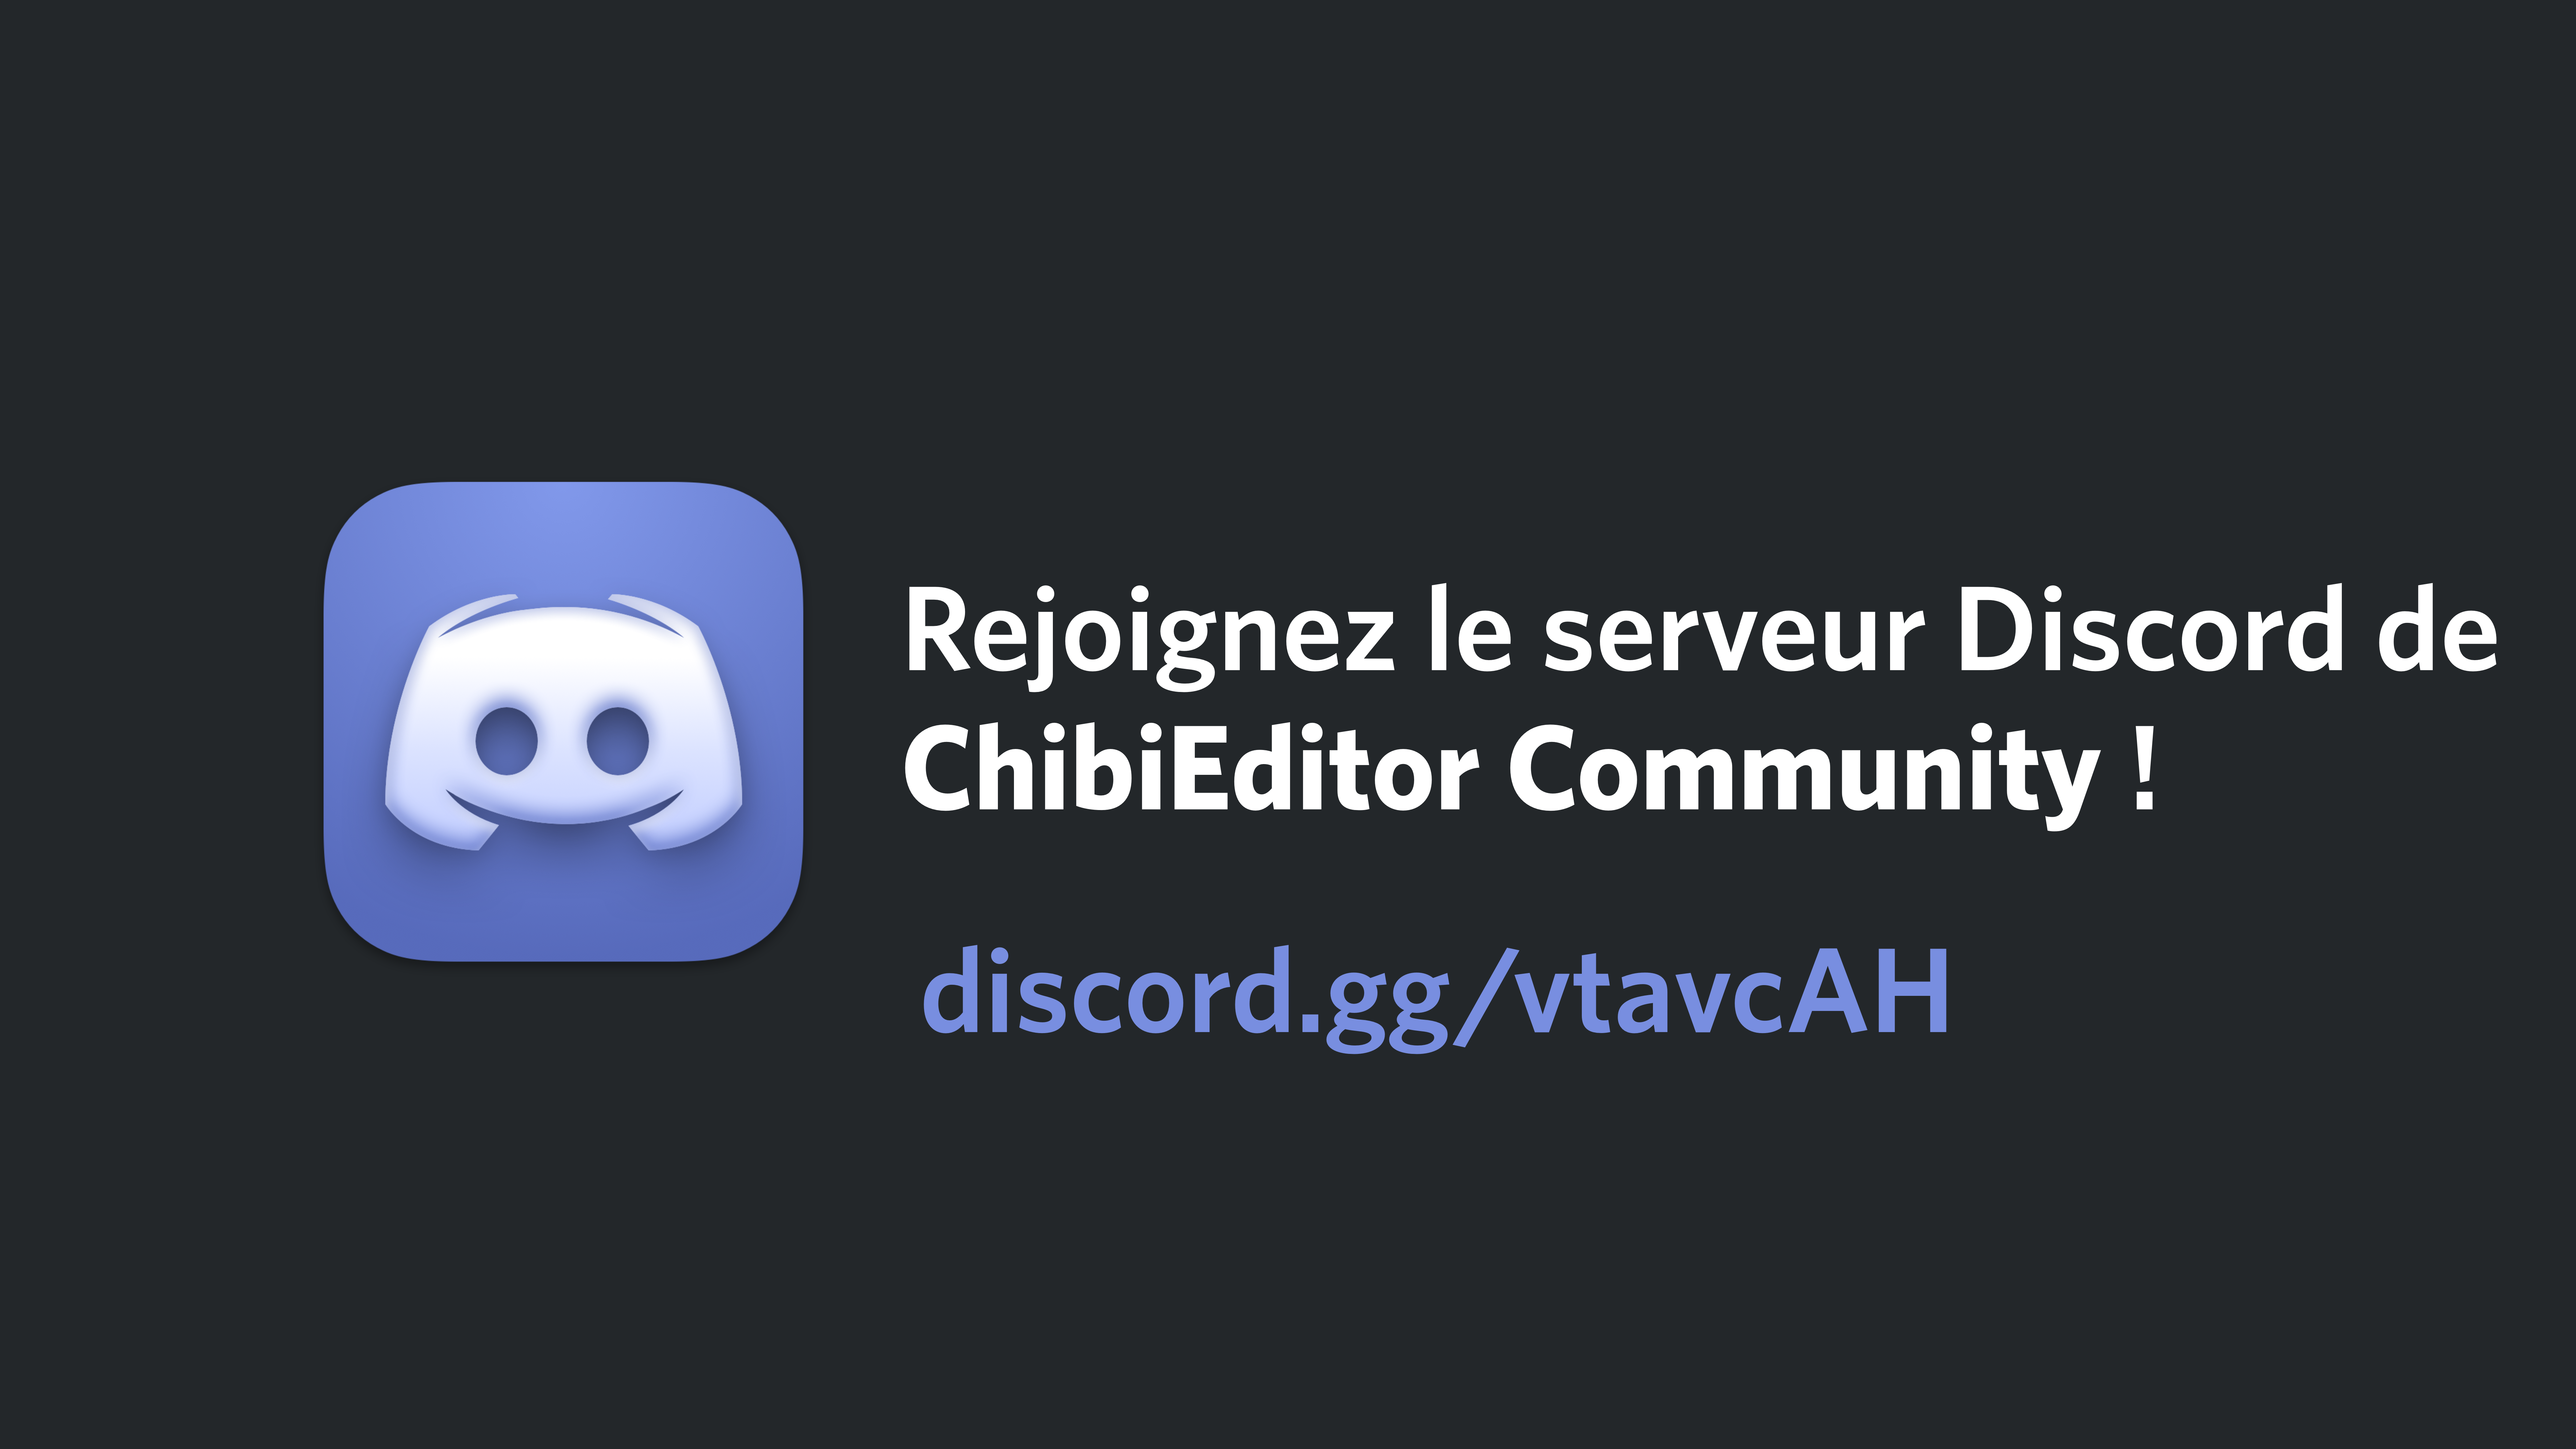 Rejoignez le serveur Discord de
ChibiEditor Community !
discord.gg/vtavcAH